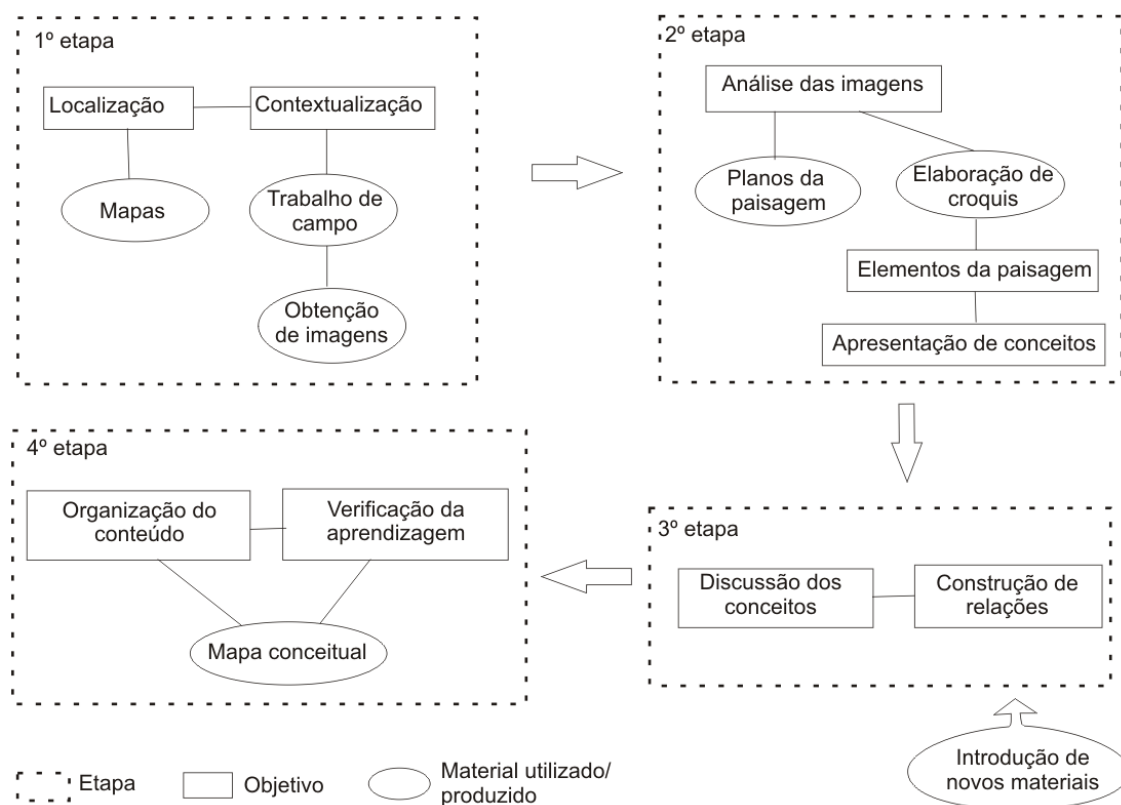 1º etapa
Localização
Contextualização
Mapas
Trabalho de
campo
Obtenção
de imagens
2º etapa
Análise das imagens
Planos da
paisagem
Elaboração de
croquis
Elementos da paisagem
Apresentação de conceitos
3º etapa
Discussão dos
conceitos
Construção de
relações
Introdução de
novos materiais
4º etapa
Organização do
conteúdo
Verificação da
aprendizagem
Mapa conceitual
Etapa
Objetivo
Material utilizado/
produzido